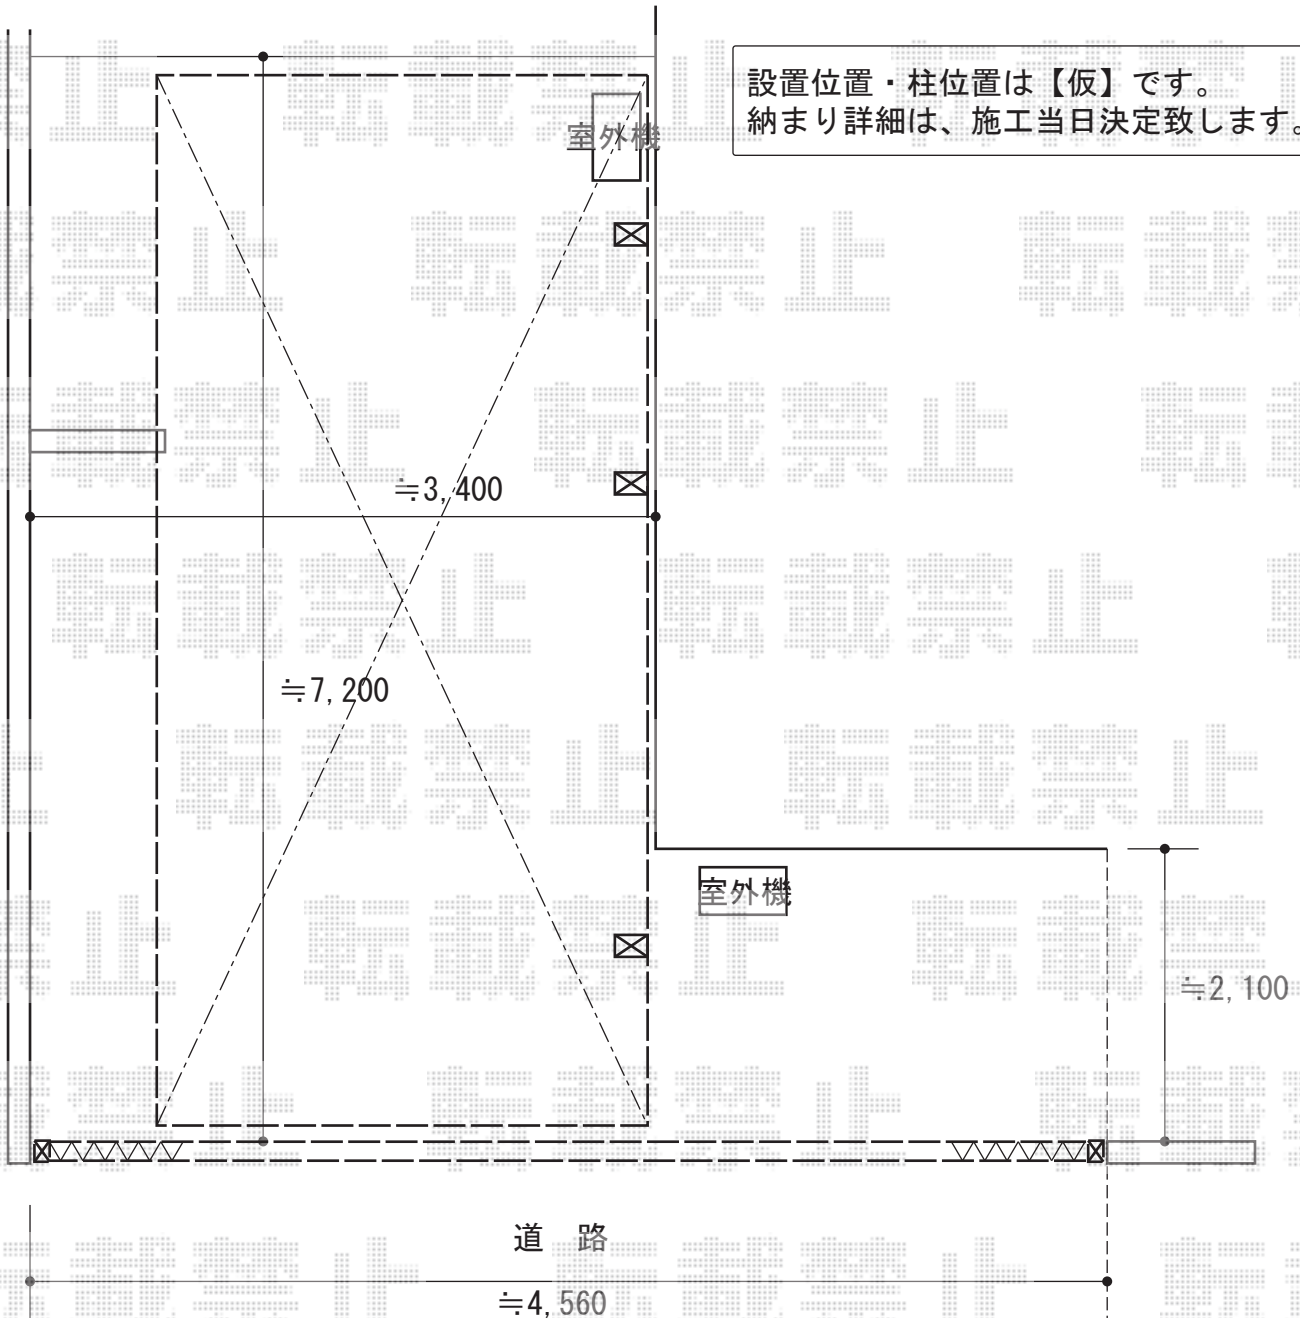 設置位置・柱位置は【仮】です。
納まり詳細は、施工当日決定致します。
室外機
≒3,400
≒7,200
室外機
≒2,100
道 路
≒4,560
転載禁止